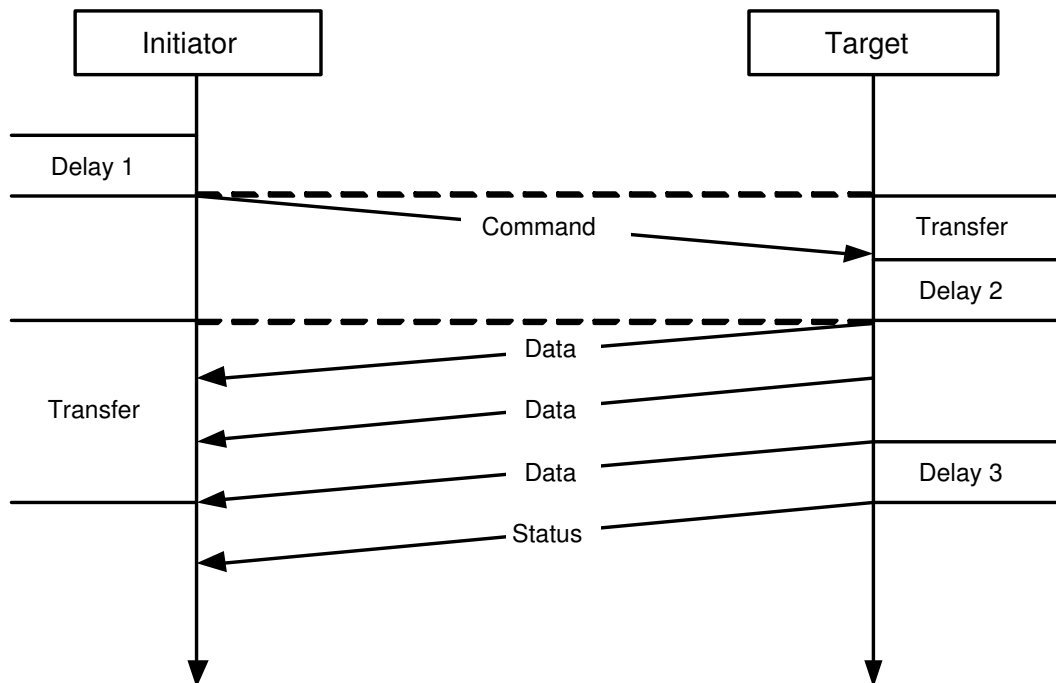 Initiator
Target
Delay 1
Command
Transfer
Delay 2
Data
Transfer
Data
Data
Delay 3
Status